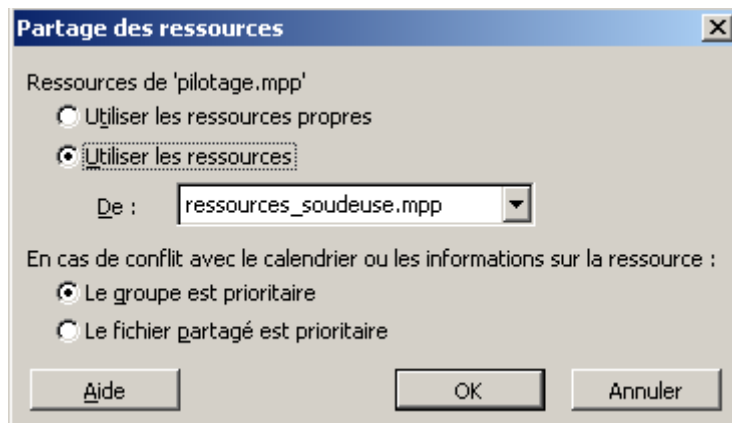 Partage des ressources
Ressources de 'pilotage.mpp'
Utiliser les ressources propres
Utiliser les ressources
De : ressources_soudeuse.mpp
En cas de conflit avec le calendrier ou les informations sur la ressource :
Le groupe est prioritaire
Le fichier partagé est prioritaire
Aide OK Annuler